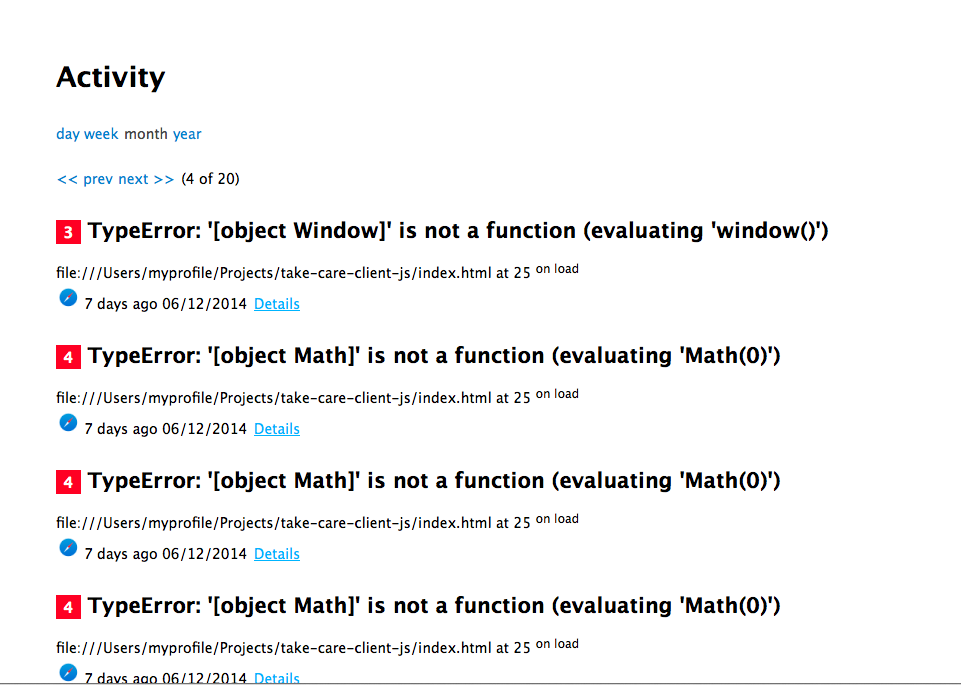 Activity
day week month year
<< prev next >> (4 of 20)
3 TypeError: '[object Window]' is not a function (evaluating 'window()')
file:///Users/myprofile/Projects/take-care-client-js/index.html at 25 on load
7 days ago 06/12/2014 Details
4 TypeError: '[object Math]' is not a function (evaluating 'Math(0)')
file:///Users/myprofile/Projects/take-care-client-js/index.html at 25 on load
7 days ago 06/12/2014 Details
4 TypeError: '[object Math]' is not a function (evaluating 'Math(0)')
file:///Users/myprofile/Projects/take-care-client-js/index.html at 25 on load
7 days ago 06/12/2014 Details
4 TypeError: '[object Math]' is not a function (evaluating 'Math(0)')
file:///Users/myprofile/Projects/take-care-client-js/index.html at 25 on load
7 days ago 06/12/2014 Details